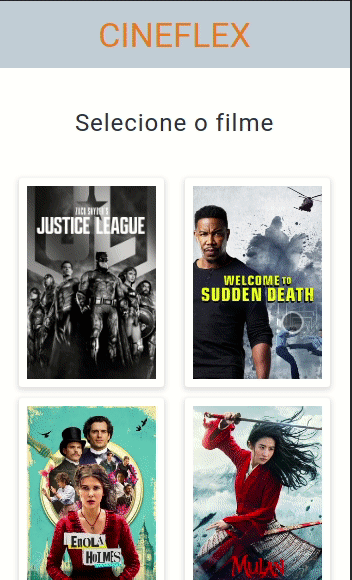 CINEFLEX
Selecione o filme
ZACK SNYDER'S
JUSTICE LEAGUE
WELCOME TO
SUDDEN DEATH
ENOLA
HOLMES
MULAN